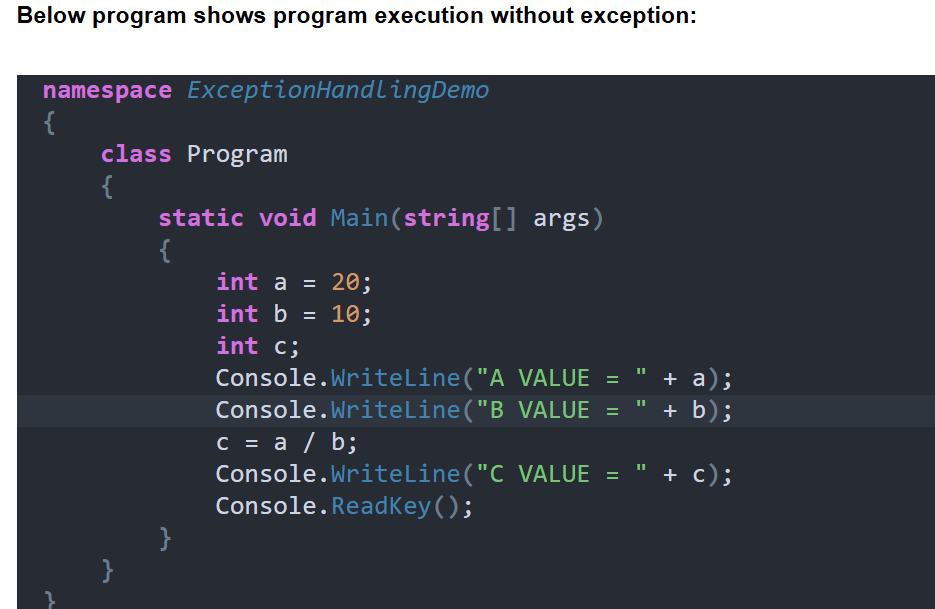 Below program shows program execution without exception:
namespace ExceptionHandlingDemo
{
    class Program
    {
        static void Main(string[] args)
        {
            int a = 20;
            int b = 10;
            int c;
            Console.WriteLine("A VALUE = " + a);
            Console.WriteLine("B VALUE = " + b);
            c = a / b;
            Console.WriteLine("C VALUE = " + c);
            Console.ReadKey();
        }
    }
}